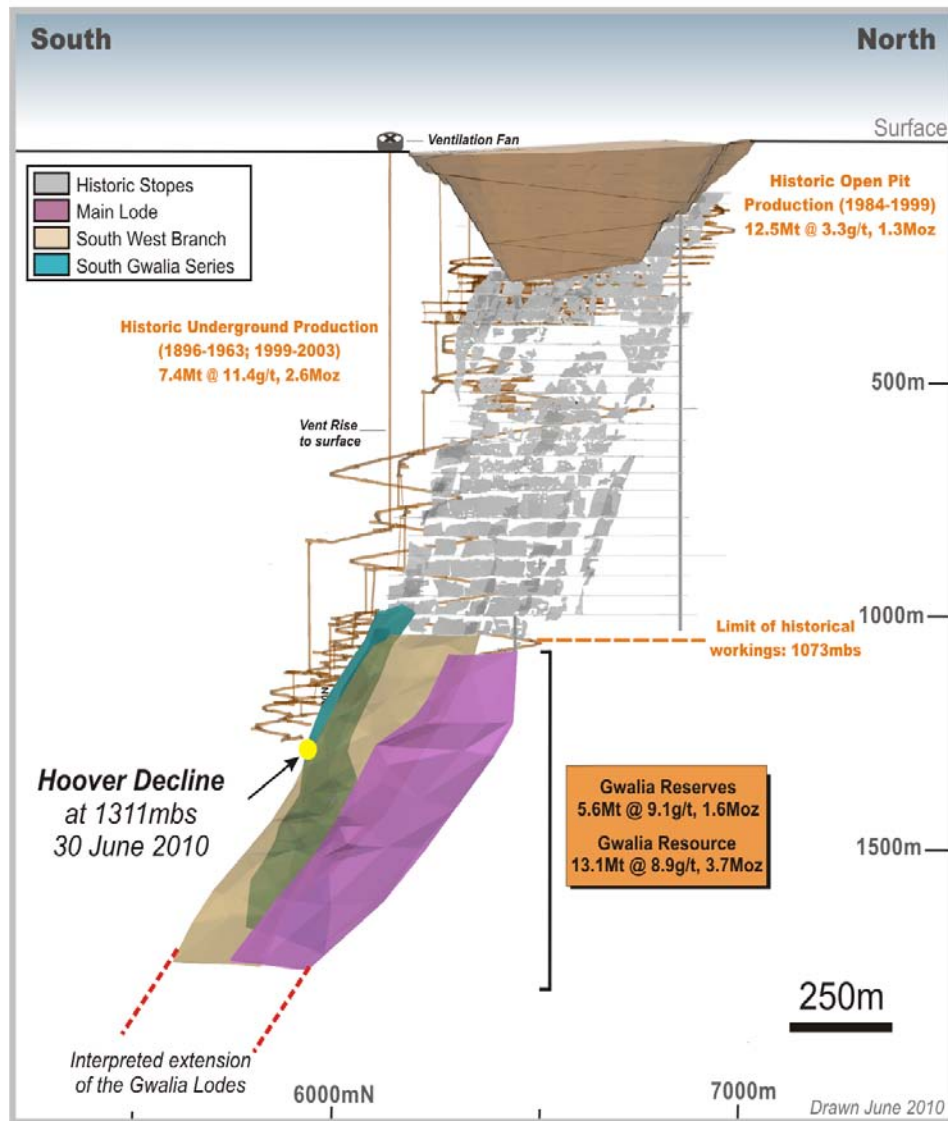 South
North
Surface
Ventilation Fan
Historic Stopes
Main Lode
South West Branch
South Gwalia Series
Historic Open Pit
Production (1984-1999)
12.5Mt @ 3.3g/t, 1.3Moz
Historic Underground Production
(1896-1963; 1999-2003)
7.4Mt @ 11.4g/t, 2.6Moz
500m
Vent Rise
to surface
1000m
Limit of historical
workings: 1073mbs
Hoover Decline
at 1311mbs
30 June 2010
Gwalia Reserves
5.6Mt @ 9.1g/t, 1.6Moz
Gwalia Resource
13.1Mt @ 8.9g/t, 3.7Moz
1500m
250m
Interpreted extension
of the Gwalia Lodes
6000mN
7000m
Drawn June 2010